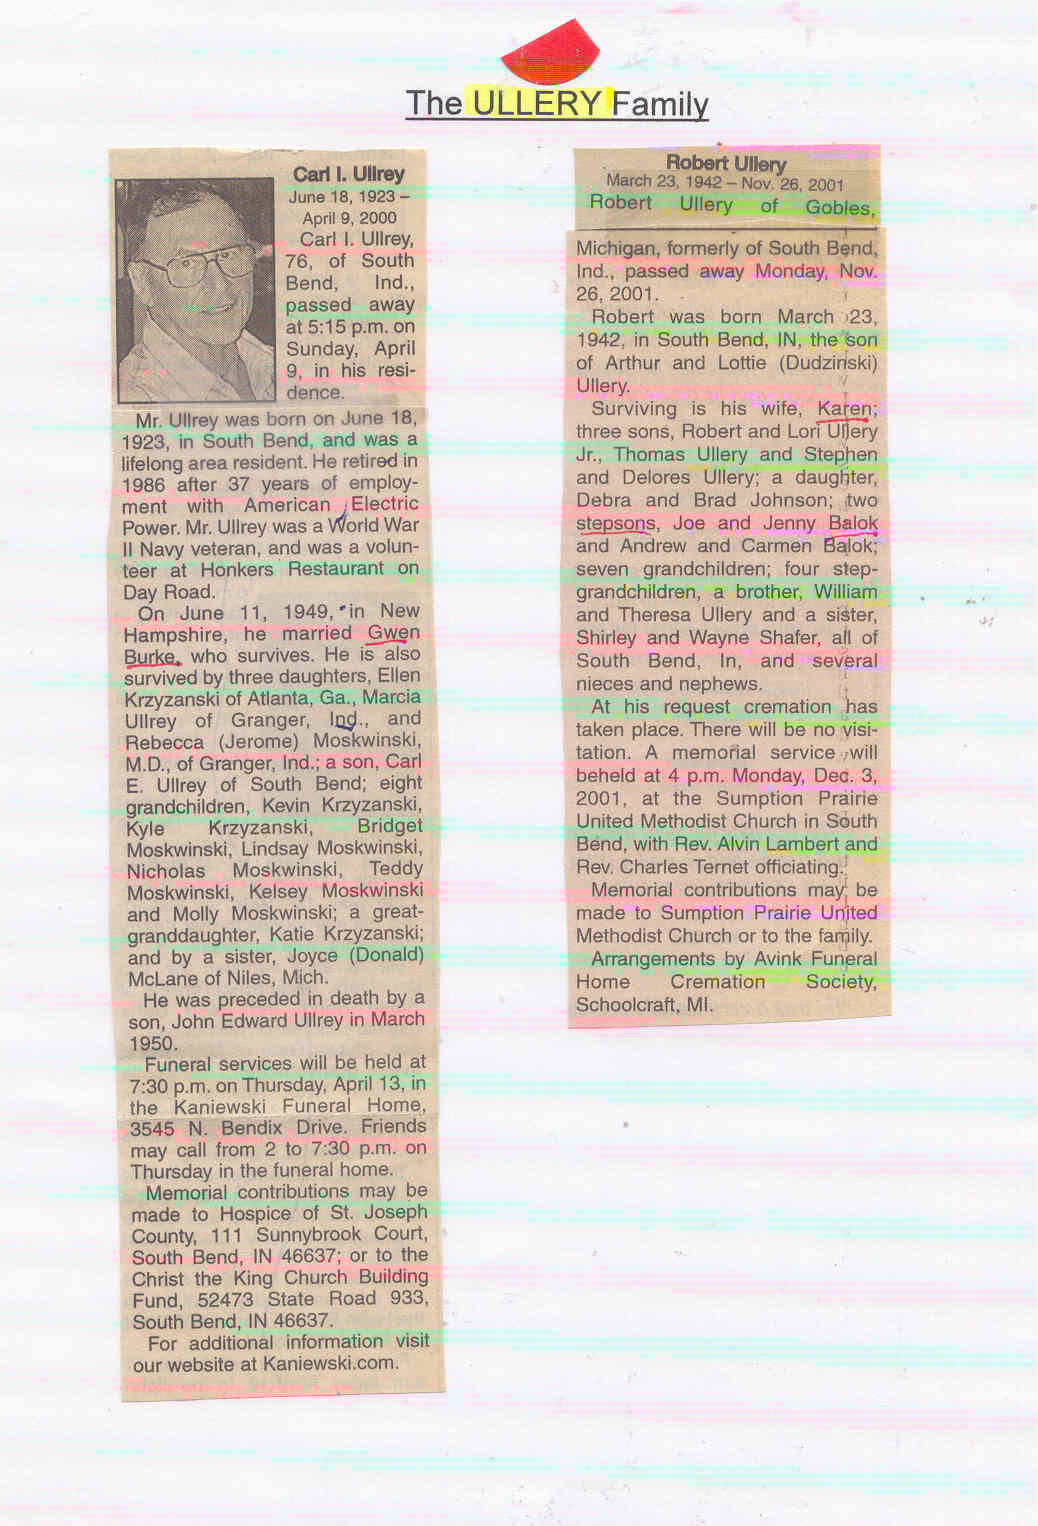 The ULLERY Family
Carl I. Ullrey
June 18, 1923 –
April 9, 2000
Carl I. Ullrey,
76, of South
Bend, Ind.,
passed away
at 5:15 p.m. on
Sunday, April
9, in his resi-
dence.
Mr. Ullrey was born on June 18,
1923, in South Bend, and was a
lifelong area resident. He retired in
1986 after 37 years of employ-
ment with American Electric
Power. Mr. Ullrey was a World War
II Navy veteran, and was a volun-
teer at Honkers Restaurant on
Day Road.
On June 11, 1949, in New
Hampshire, he married Gwen
Burke, who survives. He is also
survived by three daughters, Ellen
Krzyzanski of Atlanta, Ga., Marcia
Ullrey of Granger, Ind., and
Rebecca (Jerome) Moskwinski,
M.D., of Granger, Ind.; a son, Carl
E. Ullrey of South Bend; eight
grandchildren, Kevin Krzyzanski,
Kyle Krzyzanski, Bridget
Moskwinski, Lindsay Moskwinski,
Nicholas Moskwinski, Teddy
Moskwinski, Kelsey Moskwinski
and Molly Moskwinski; a great-
granddaughter, Katie Krzyzanski;
and by a sister, Joyce (Donald)
McLane of Niles, Mich.
He was preceded in death by a
son, John Edward Ullrey in March
1950.
Funeral services will be held at
7:30 p.m. on Thursday, April 13, in
the Kaniewski Funeral Home,
3545 N. Bendix Drive. Friends
may call from 2 to 7:30 p.m. on
Thursday in the funeral home.
Memorial contributions may be
made to Hospice of St. Joseph
County, 111 Sunnybrook Court,
South Bend, IN 46637; or to the
Christ the King Church Building
Fund, 52473 State Road 933,
South Bend, IN 46637.
For additional information visit
our website at Kaniewski.com.
Robert Ullery
March 23, 1942 – Nov. 26, 2001
Robert Ullery of Gobles,
Michigan, formerly of South Bend,
Ind., passed away Monday, Nov.
26, 2001.
Robert was born March 23,
1942, in South Bend, IN, the son
of Arthur and Lottie (Dudzinski)
Ullery.
Surviving is his wife, Karen;
three sons, Robert and Lori Ullery
Jr., Thomas Ullery and Stephen
and Delores Ullery; a daughter,
Debra and Brad Johnson; two
stepsons, Joe and Jenny Balok
and Andrew and Carmen Balok;
seven grandchildren; four step-
grandchildren, a brother, William
and Theresa Ullery and a sister,
Shirley and Wayne Shafer, all of
South Bend, In, and several
nieces and nephews.
At his request cremation has
taken place. There will be no visi-
tation. A memorial service will
beheld at 4 p.m. Monday, Dec. 3,
2001, at the Sumption Prairie
United Methodist Church in South
Bend, with Rev. Alvin Lambert and
Rev. Charles Ternet officiating.
Memorial contributions may be
made to Sumption Prairie United
Methodist Church or to the family.
Arrangements by Avink Funeral
Home Cremation Society,
Schoolcraft, MI.